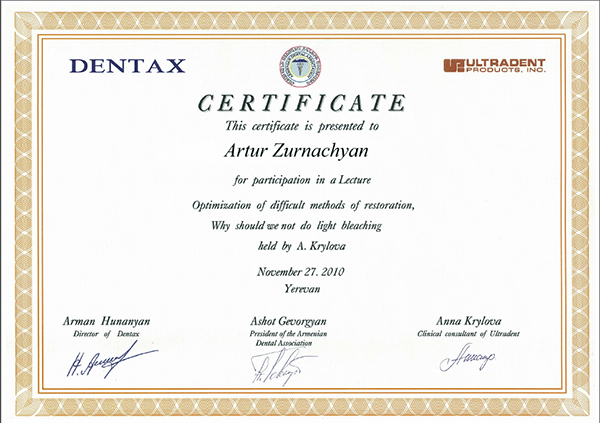 DENTAX
ULTRADENT
PRODUCTS, INC.
CERTIFICATE
This certificate is presented to
Artur Zurnachyan
for participation in a Lecture
Optimization of difficult methods of restoration,
Why should we not do light bleaching
held by A. Krylova
November 27. 2010
Yerevan
Arman Hunanyan
Director of Dentax
Ashot Gevorgyan
President of the Armenian
Dental Association
Anna Krylova
Clinical consultant of Ultradent